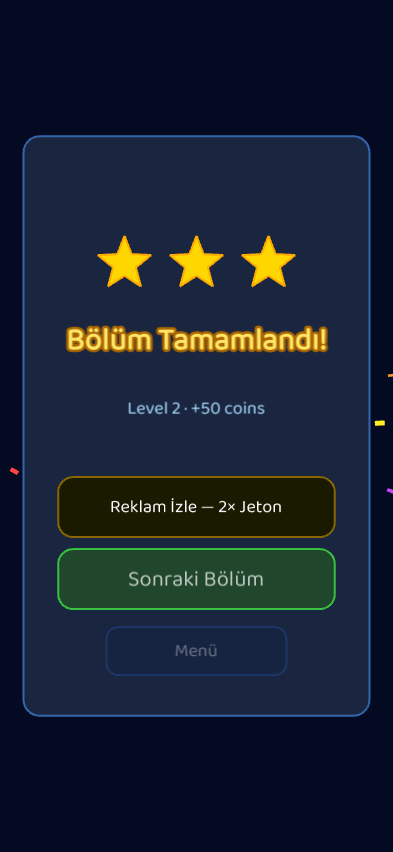 Bölüm Tamamlandı!
Level 2 · +50 coins
Reklam İzle — 2× Jeton
Sonraki Bölüm
Menü